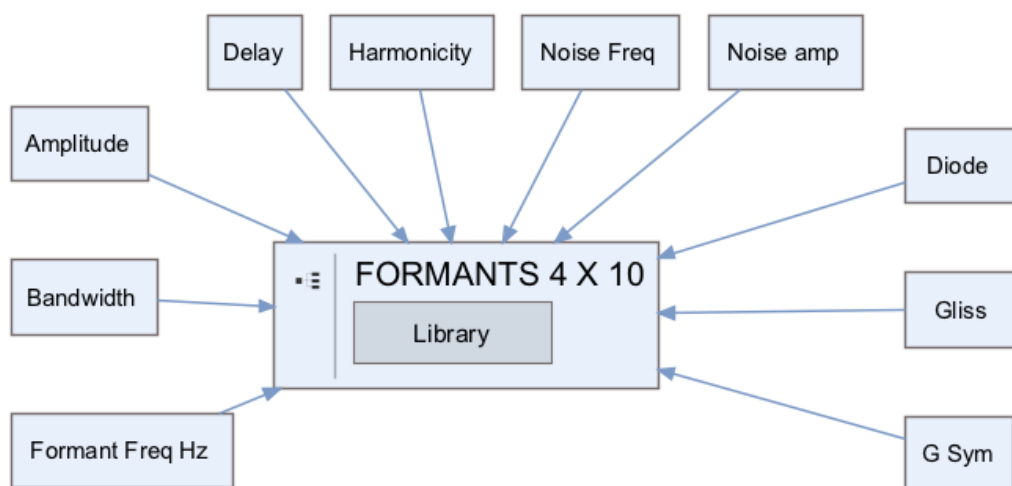 Delay
Harmonicity
Noise Freq
Noise amp
Amplitude
Diode
Bandwidth
FORMANTS 4 X 10
Library
Gliss
Formant Freq Hz
G Sym